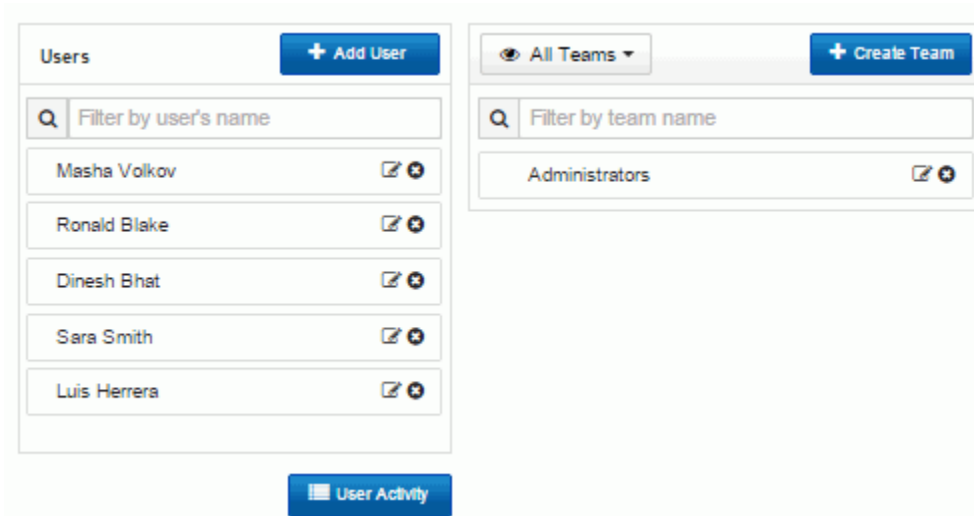 Users
Add User
Filter by user's name
Masha Volkov
Ronald Blake
Dinesh Bhat
Sara Smith
Luis Herrera
User Activity
All Teams
Create Team
Filter by team name
Administrators